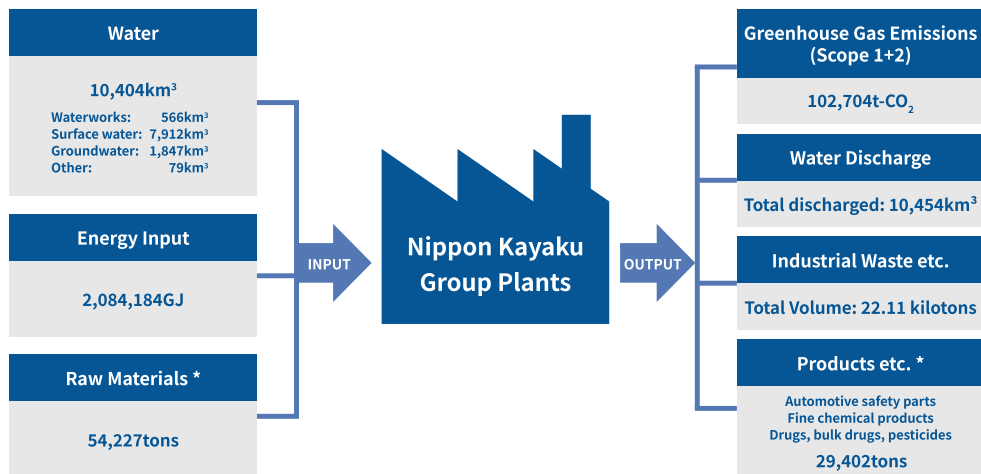 Water
10,404km³
Waterworks: 566km³
Surface water: 7,912km³
Groundwater: 1,847km³
Other: 79km³
Energy Input
2,084,184GJ
Raw Materials *
54,227tons
INPUT
Nippon Kayaku
Group Plants
OUTPUT
Greenhouse Gas Emissions
(Scope 1+2)
102,704t-CO₂
Water Discharge
Total discharged: 10,454km³
Industrial Waste etc.
Total Volume: 22.11 kilotons
Products etc. *
Automotive safety parts
Fine chemical products
Drugs, bulk drugs, pesticides
29,402tons